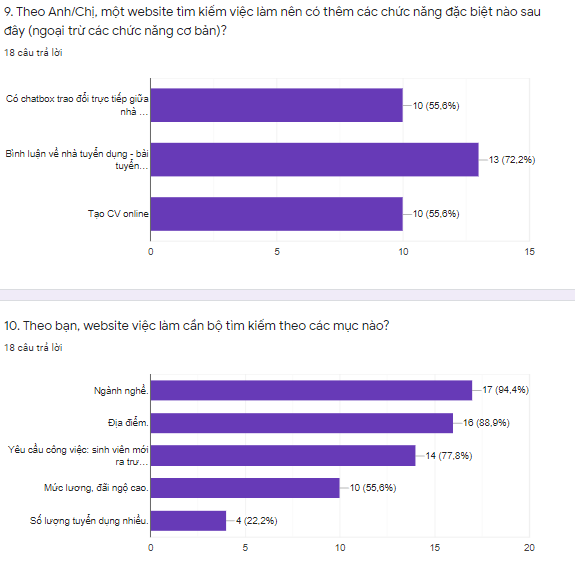 9. Theo Anh/Chị, một website tìm kiếm việc làm nên có thêm các chức năng đặc biệt nào sau
đây (ngoại trừ các chức năng cơ bản)?
18 câu trả lời
Có chatbox trao đổi trực tiếp giữa
nhà ...
10 (55,6%)
Bình luận về nhà tuyển dụng - bài
tuyển...
13 (72,2%)
Tạo CV online
10 (55,6%)
0 5 10 15
10. Theo bạn, website việc làm cần bộ tìm kiếm theo các mục nào?
18 câu trả lời
Ngành nghề.
17 (94,4%)
Địa điểm.
16 (88,9%)
Yêu cầu công việc: sinh viên mới
ra trư...
14 (77,8%)
Mức lương, đãi ngộ cao.
10 (55,6%)
Số lượng tuyển dụng nhiều.
4 (22,2%)
0 5 10 15 20